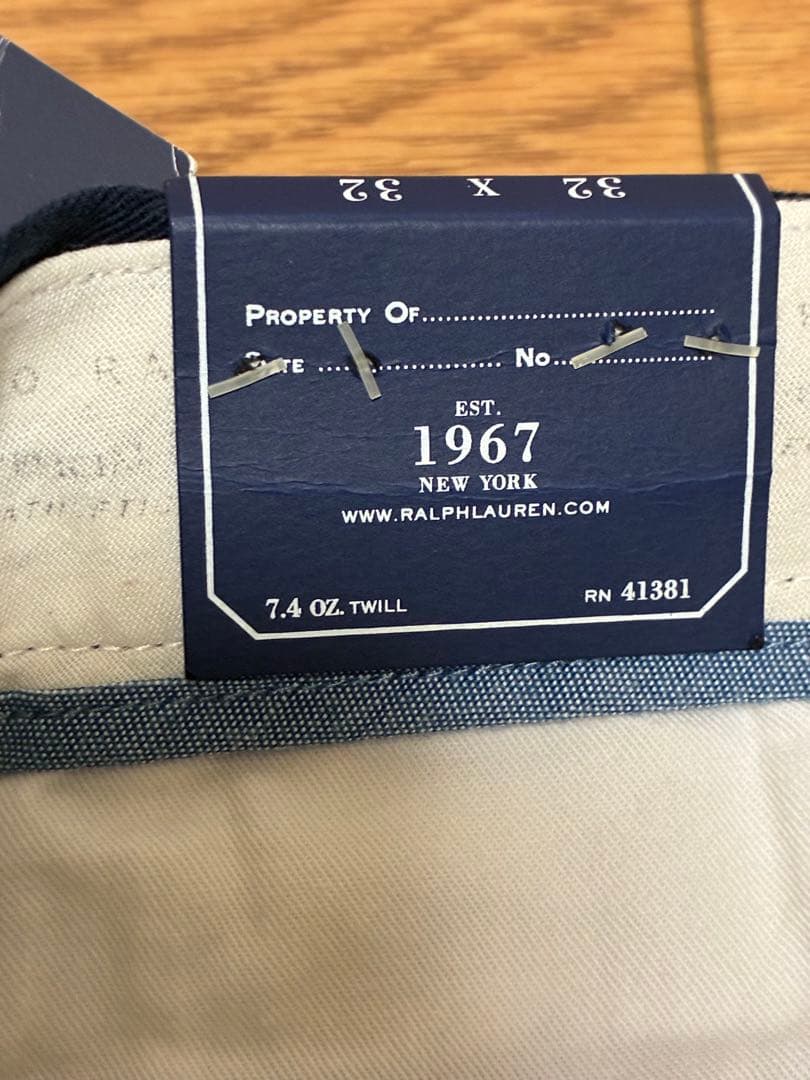 32 X 32
PROPERTY OF
No
EST.
1967
NEW YORK
WWW.RALPHLAUREN.COM
7.4 OZ. TWILL
RN 41381